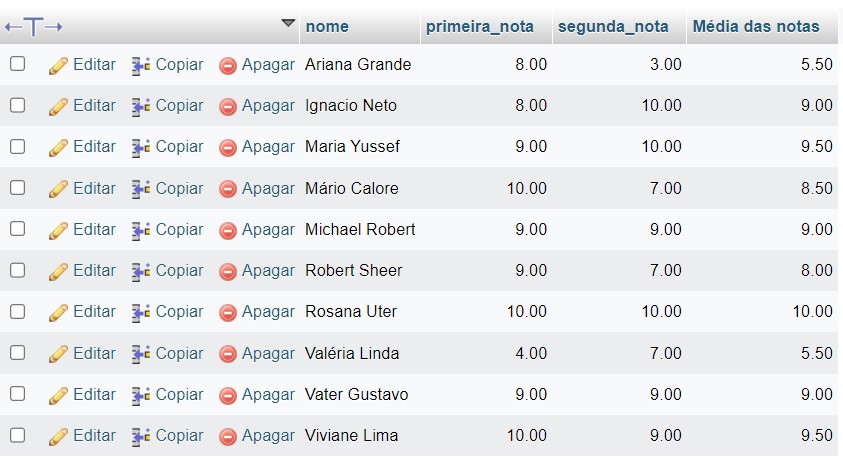 nome primeira_nota segunda_nota Média das notas
Editar Copiar Apagar Ariana Grande 8.00 3.00 5.50
Editar Copiar Apagar Ignacio Neto 8.00 10.00 9.00
Editar Copiar Apagar Maria Yussef 9.00 10.00 9.50
Editar Copiar Apagar Mário Calore 10.00 7.00 8.50
Editar Copiar Apagar Michael Robert 9.00 9.00 9.00
Editar Copiar Apagar Robert Sheer 9.00 7.00 8.00
Editar Copiar Apagar Rosana Uter 10.00 10.00 10.00
Editar Copiar Apagar Valéria Linda 4.00 7.00 5.50
Editar Copiar Apagar Vater Gustavo 9.00 9.00 9.00
Editar Copiar Apagar Viviane Lima 10.00 9.00 9.50